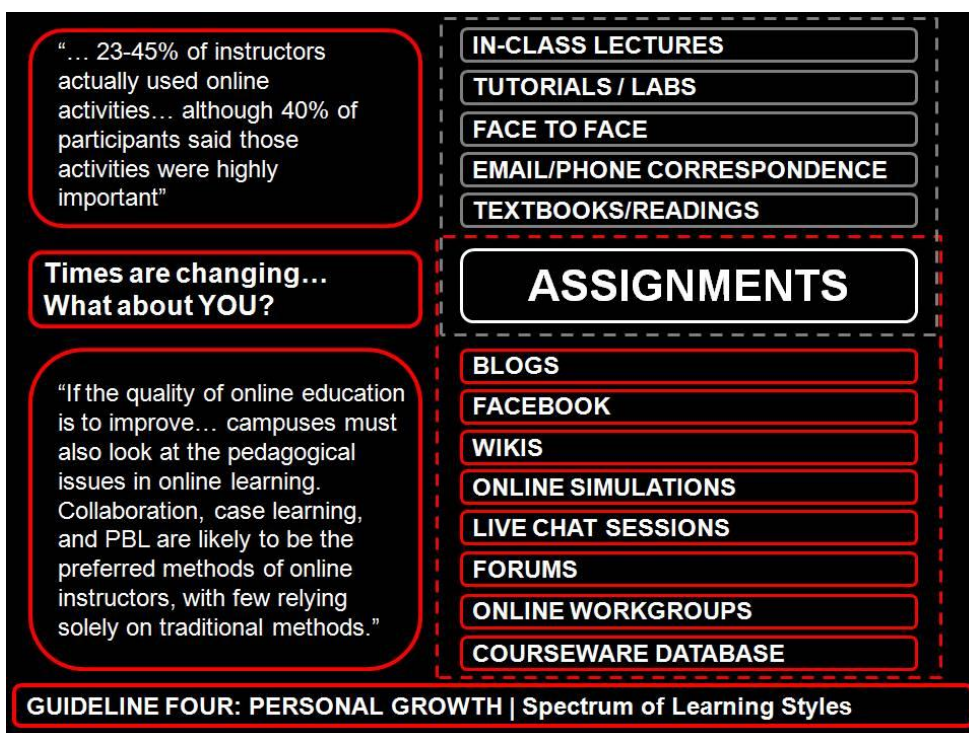 “… 23-45% of instructors
actually used online
activities… although 40% of
participants said those
activities were highly
important”
Times are changing…
What about YOU?
“If the quality of online education
is to improve… campuses must
also look at the pedagogical
issues in online learning.
Collaboration, case learning,
and PBL are likely to be the
preferred methods of online
instructors, with few relying
solely on traditional methods.”
IN-CLASS LECTURES
TUTORIALS / LABS
FACE TO FACE
EMAIL/PHONE CORRESPONDENCE
TEXTBOOKS/READINGS
ASSIGNMENTS
BLOGS
FACEBOOK
WIKIS
ONLINE SIMULATIONS
LIVE CHAT SESSIONS
FORUMS
ONLINE WORKGROUPS
COURSEWARE DATABASE
GUIDELINE FOUR: PERSONAL GROWTH | Spectrum of Learning Styles